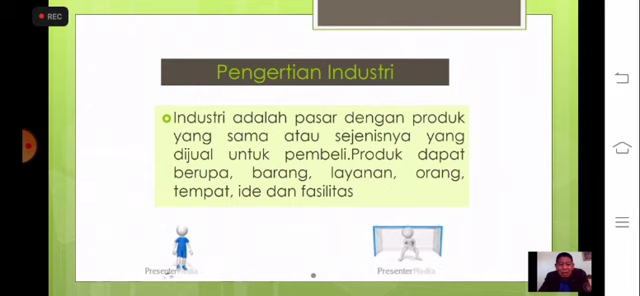 REC
Pengertian Industri
Industri adalah pasar dengan produk
yang sama atau sejenisnya yang
dijual untuk pembeli.Produk dapat
berupa, barang, layanan, orang,
tempat, ide dan fasilitas
PresenterMedia
PresenterMedia